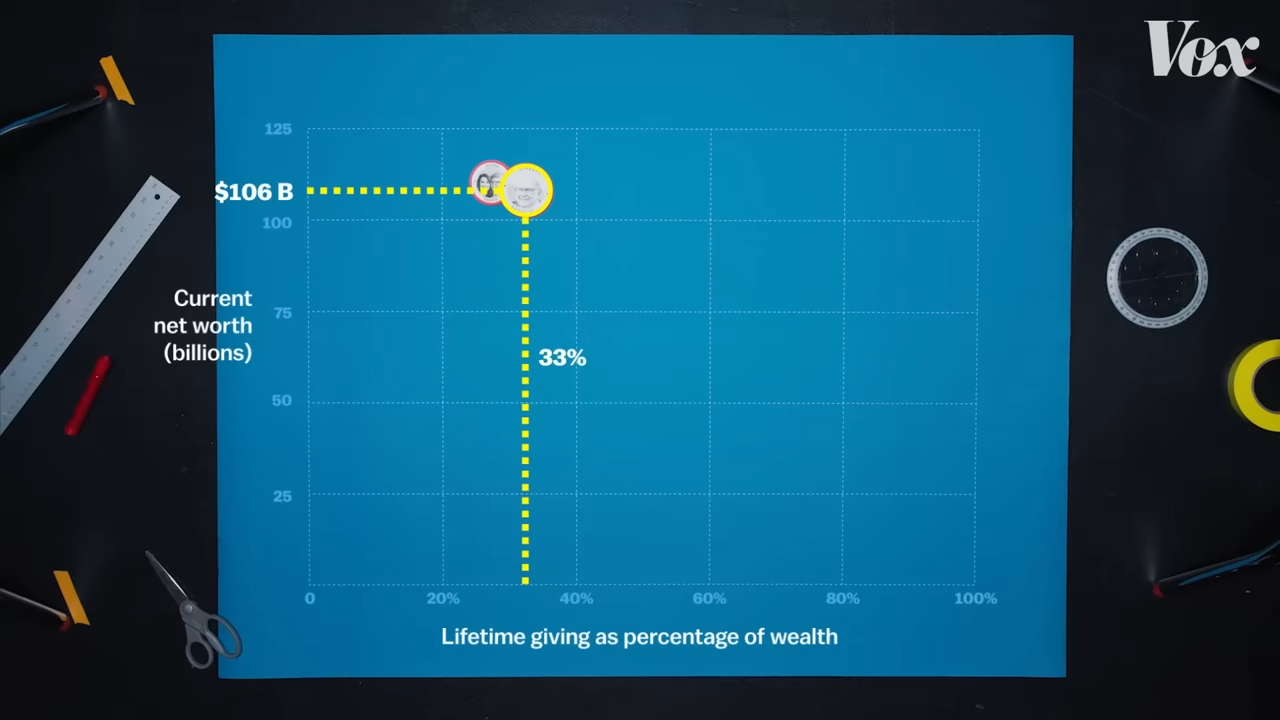 Vox
125
$106 B
100
Current
net worth
(billions)
75
33%
50
25
0 20% 40% 60% 80% 100%
Lifetime giving as percentage of wealth